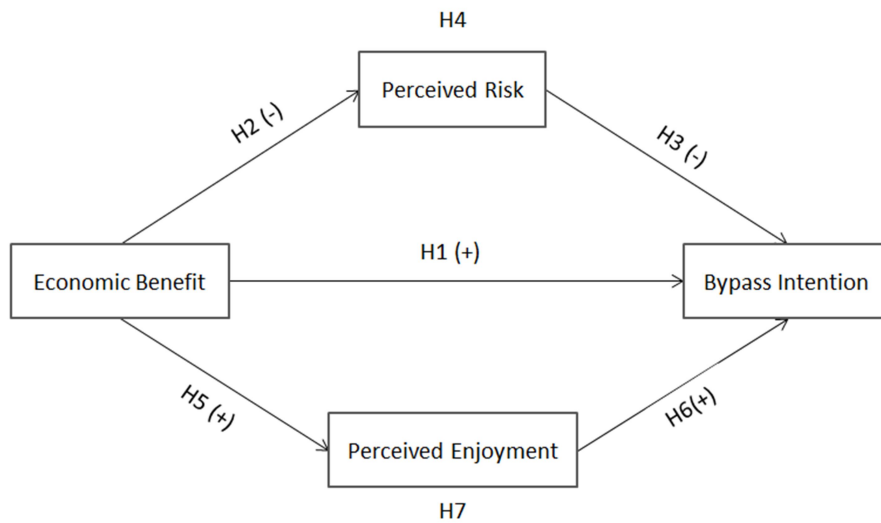 H4
Perceived Risk
H2 (-)
H3 (-)
H1 (+)
Economic Benefit
Bypass Intention
H5 (+)
H6(+)
Perceived Enjoyment
H7